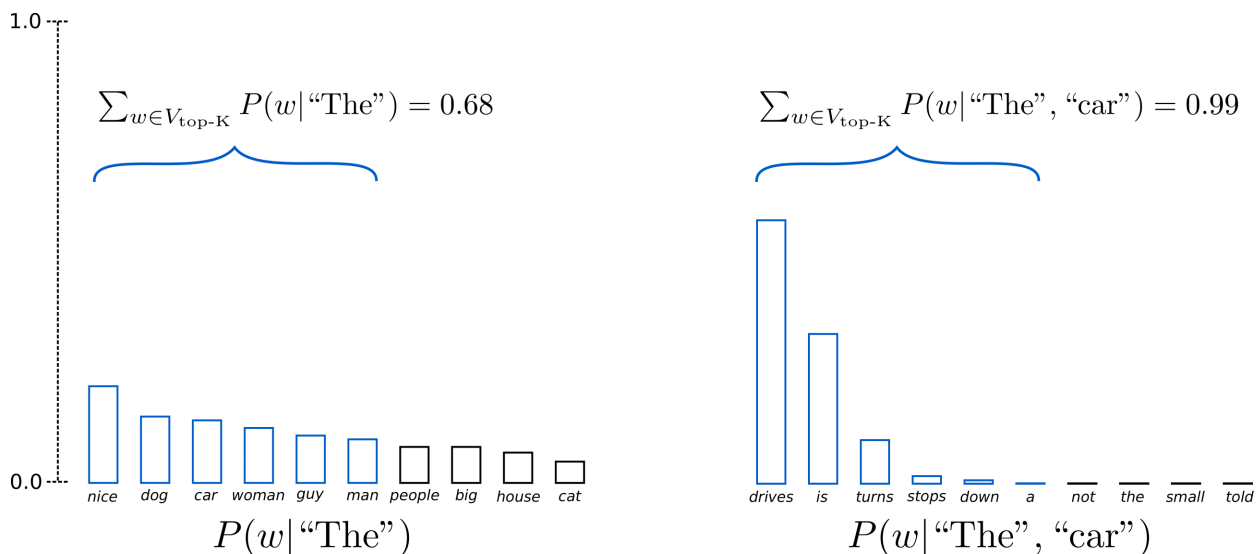 1.0
∑w∈Vtop-K P(w|“The”) = 0.68
∑w∈Vtop-K P(w|“The”, “car”) = 0.99
0.0
nice dog car woman guy man people big house cat
drives is turns stops down a not the small told
P(w|“The”)
P(w|“The”, “car”)